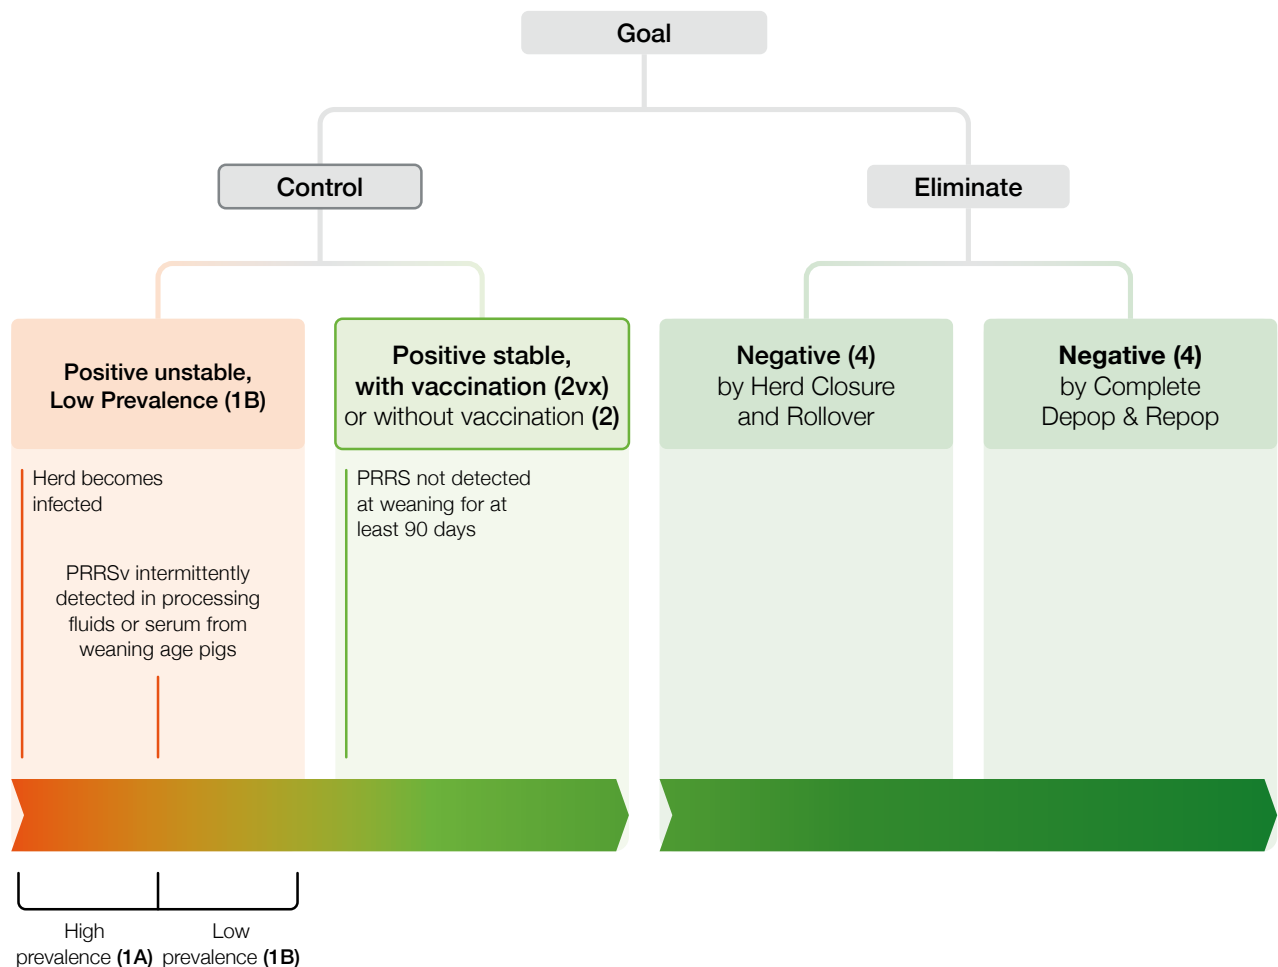 Goal
Control
Eliminate
Positive unstable,
Low Prevalence (1B)
Positive stable,
with vaccination (2vx)
or without vaccination (2)
Negative (4)
by Herd Closure
and Rollover
Negative (4)
by Complete
Depop & Repop
Herd becomes
infected
PRRSv intermittently
detected in processing
fluids or serum from
weaning age pigs
PRRS not detected
at weaning for at
least 90 days
High
prevalence (1A)
Low
prevalence (1B)